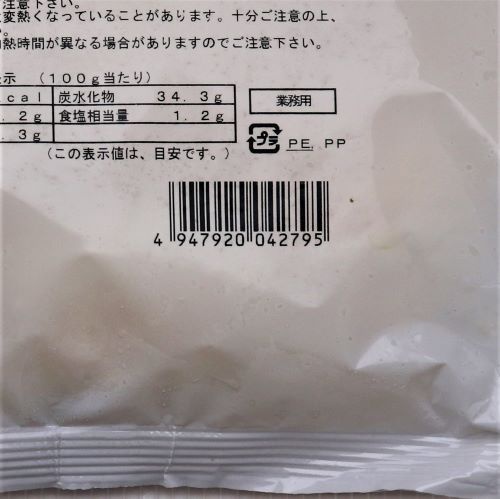 注意下さい。
変熱くなっていることがあります。十分ご注意の上、
熱時間が異なる場合がありますのでご注意下さい。
示 (100g当たり)
cal 炭水化物 34.3g
.2g 食塩相当量 1.2g
.3g
(この表示値は、目安です。)
業務用
プラ PE, PP
4 947920 042795